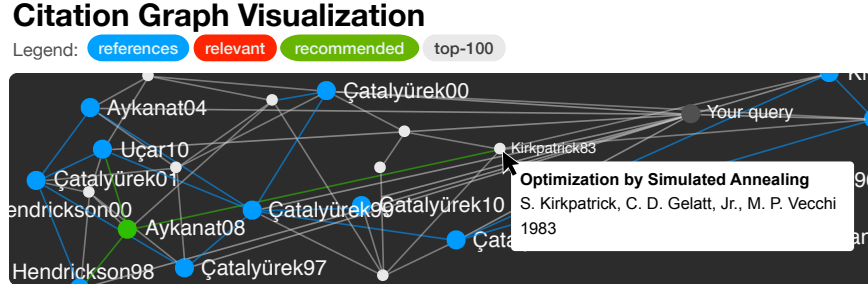 Citation Graph Visualization
Legend: references relevant recommended top-100
Çatalyürek00
Aykanat04
Your query
Uçar10
Kirkpatrick83
Çatalyürek01
Optimization by Simulated Annealing
S. Kirkpatrick, C. D. Gelatt, Jr., M. P. Vecchi
1983
endrickson00
Çatalyürek99
Çatalyürek10
Aykanat08
Çata
Hendrickson98
Çatalyürek97